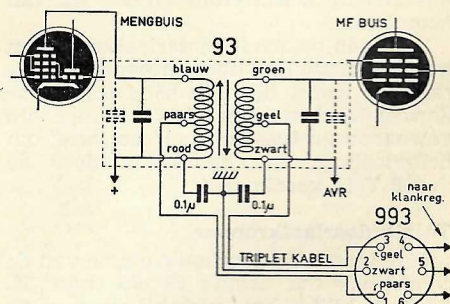 MENGBUIS
93
MF BUIS
blauw
groen
paars
geel
rood
zwart
+
AVR
0.1µ
0.1µ
naar
klankreg.
993
TRIPLET KABEL
3 4
geel
2 zwart 5
paars
1 6